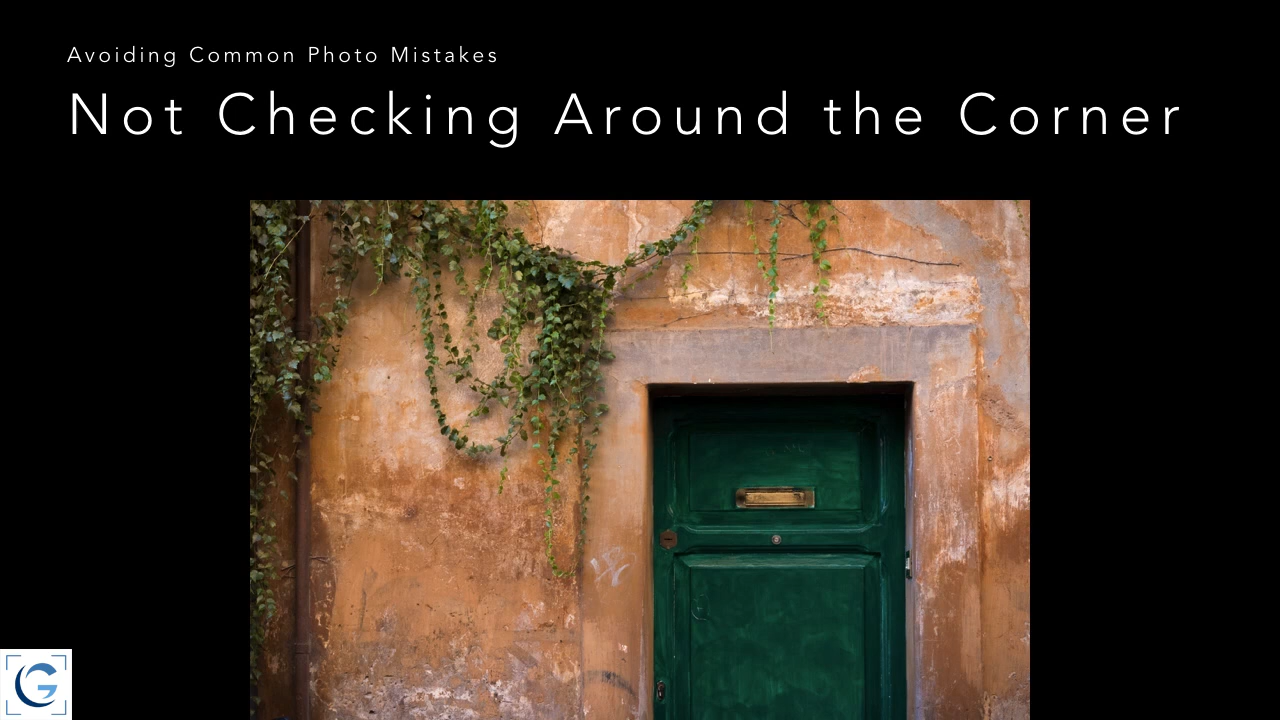 Avoiding Common Photo Mistakes
Not Checking Around the Corner
G